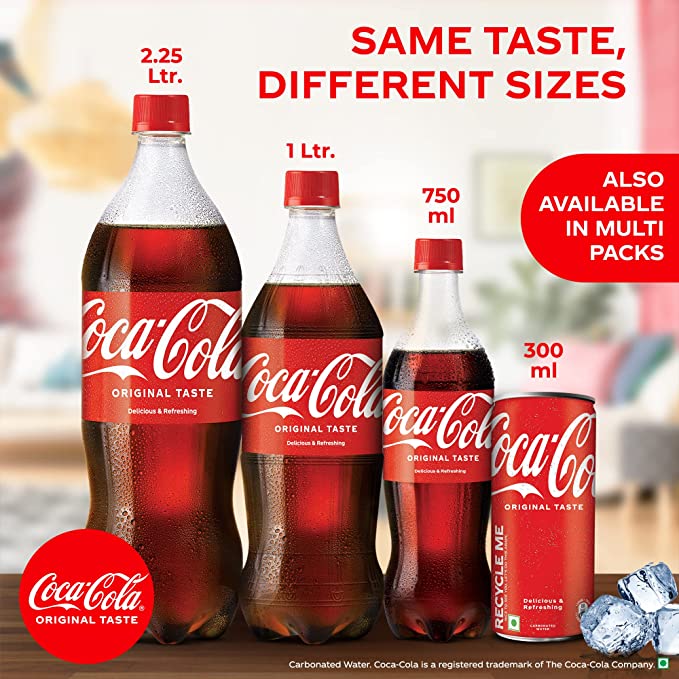 SAME TASTE,
DIFFERENT SIZES
2.25
Ltr.
1 Ltr.
750
ml
300
ml
ALSO
AVAILABLE
IN MULTI
PACKS
Coca-Cola
ORIGINAL TASTE
Delicious & Refreshing
Coca-Cola
ORIGINAL TASTE
Delicious & Refreshing
Coca-Cola
ORIGINAL TASTE
Delicious & Refreshing
Coca-Cola
ORIGINAL TASTE
RECYCLE ME
Delicious &
Refreshing
CARBONATED
WATER
Coca-Cola®
ORIGINAL TASTE
Carbonated Water. Coca-Cola is a registered trademark of The Coca-Cola Company.